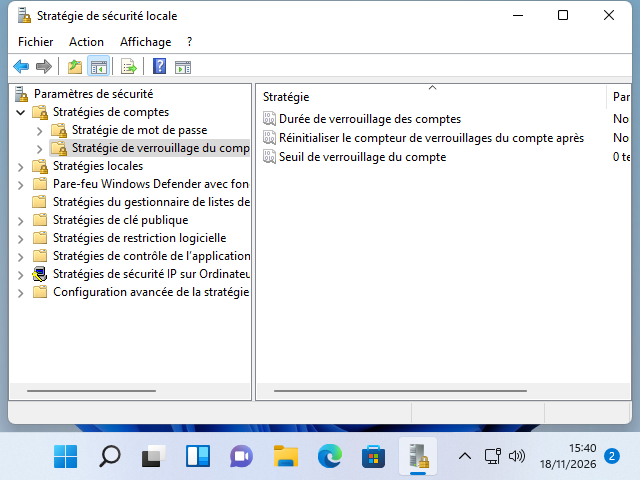 Stratégie de sécurité locale
Fichier Action Affichage ?
Paramètres de sécurité
Stratégies de comptes
Stratégie de mot de passe
Stratégie de verrouillage du comp
Stratégies locales
Pare-feu Windows Defender avec fon
Stratégies du gestionnaire de listes de
Stratégies de clé publique
Stratégies de restriction logicielle
Stratégies de contrôle de l'application
Stratégies de sécurité IP sur Ordinateu
Configuration avancée de la stratégie
Stratégie Par
Durée de verrouillage des comptes No
Réinitialiser le compteur de verrouillages du compte après No
Seuil de verrouillage du compte 0 te
15:40
18/11/2026
2